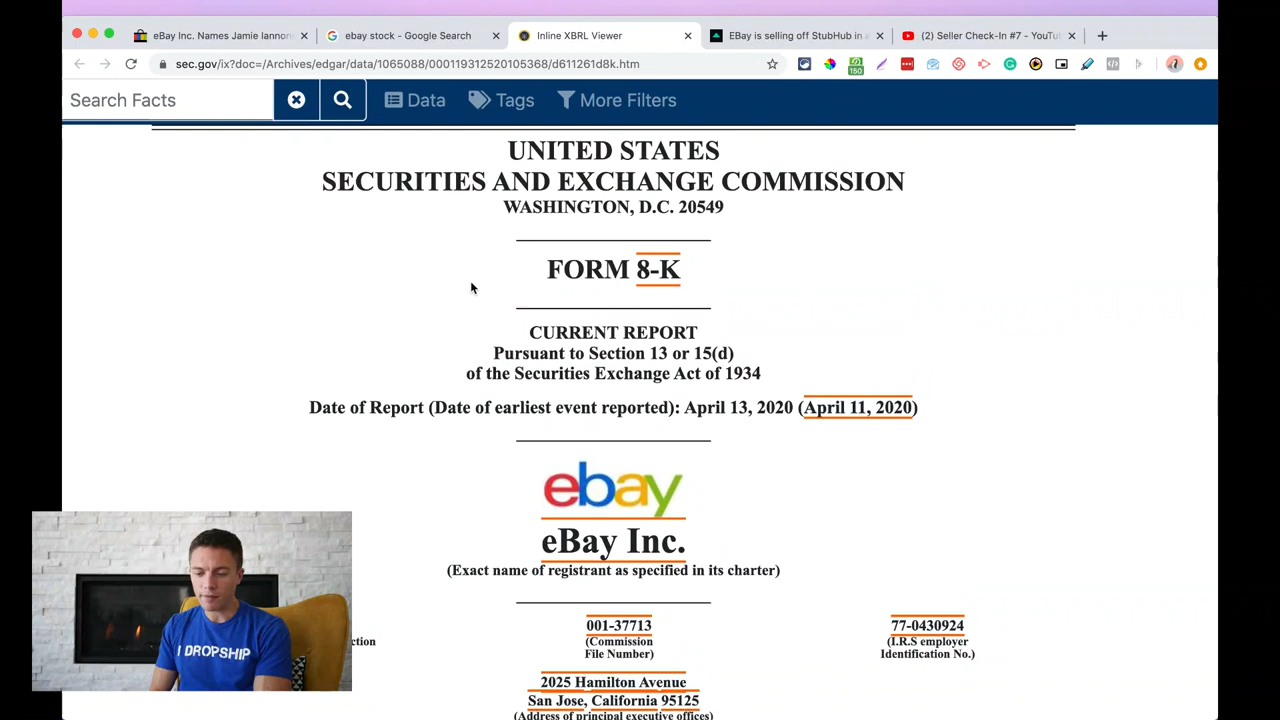 eBay Inc. Names Jamie Iannon
ebay stock - Google Search
Inline XBRL Viewer
EBay is selling off StubHub in a
(2) Seller Check-In #7 - YouTu
sec.gov/ix?doc=/Archives/edgar/data/1065088/000119312520105368/d611261d8k.htm
150
Search Facts
Data
Tags
More Filters
UNITED STATES
SECURITIES AND EXCHANGE COMMISSION
WASHINGTON, D.C. 20549
FORM 8-K
CURRENT REPORT
Pursuant to Section 13 or 15(d)
of the Securities Exchange Act of 1934
Date of Report (Date of earliest event reported): April 13, 2020 (April 11, 2020)
ebay
eBay Inc.
(Exact name of registrant as specified in its charter)
001-37713
77-0430924
ction
(Commission
(I.R.S employer
File Number)
Identification No.)
I DROPSHIP
2025 Hamilton Avenue
San Jose, California 95125
(Address of principal executive offices)